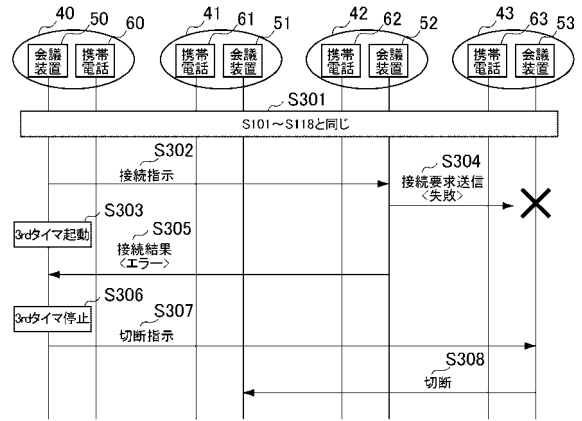 40 50 60 41 61 51 42 62 52 43 63 53
会議
装置
携帯
電話
携帯
電話
会議
装置
携帯
電話
会議
装置
携帯
電話
会議
装置
S301
S101～S118と同じ
S302
接続指示
S304
接続要求送信
<失敗>
S303
3rdタイマ起動
S305
接続結果
<エラー>
S306
3rdタイマ停止
S307
切断指示
S308
切断